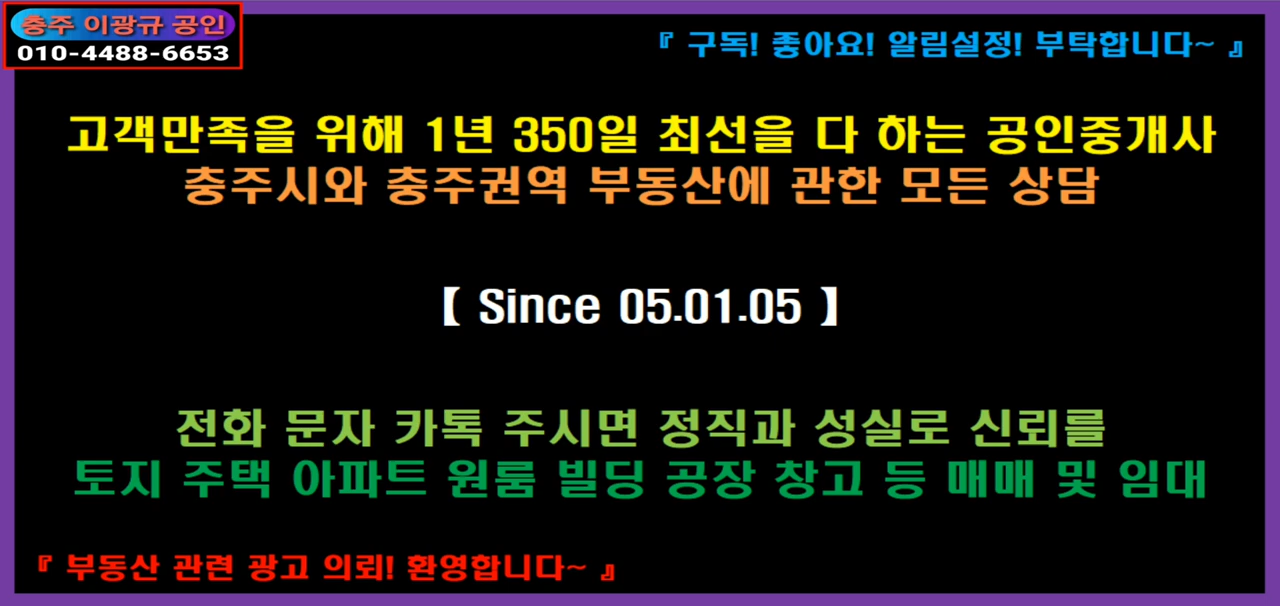 충주 이광규 공인
010-4488-6653
『 구독! 좋아요! 알림설정! 부탁합니다~ 』
고객만족을 위해 1년 350일 최선을 다 하는 공인중개사
충주시와 충주권역 부동산에 관한 모든 상담
【 Since 05.01.05 】
전화 문자 카톡 주시면 정직과 성실로 신뢰를
토지 주택 아파트 원룸 빌딩 공장 창고 등 매매 및 임대
『 부동산 관련 광고 의뢰! 환영합니다~ 』